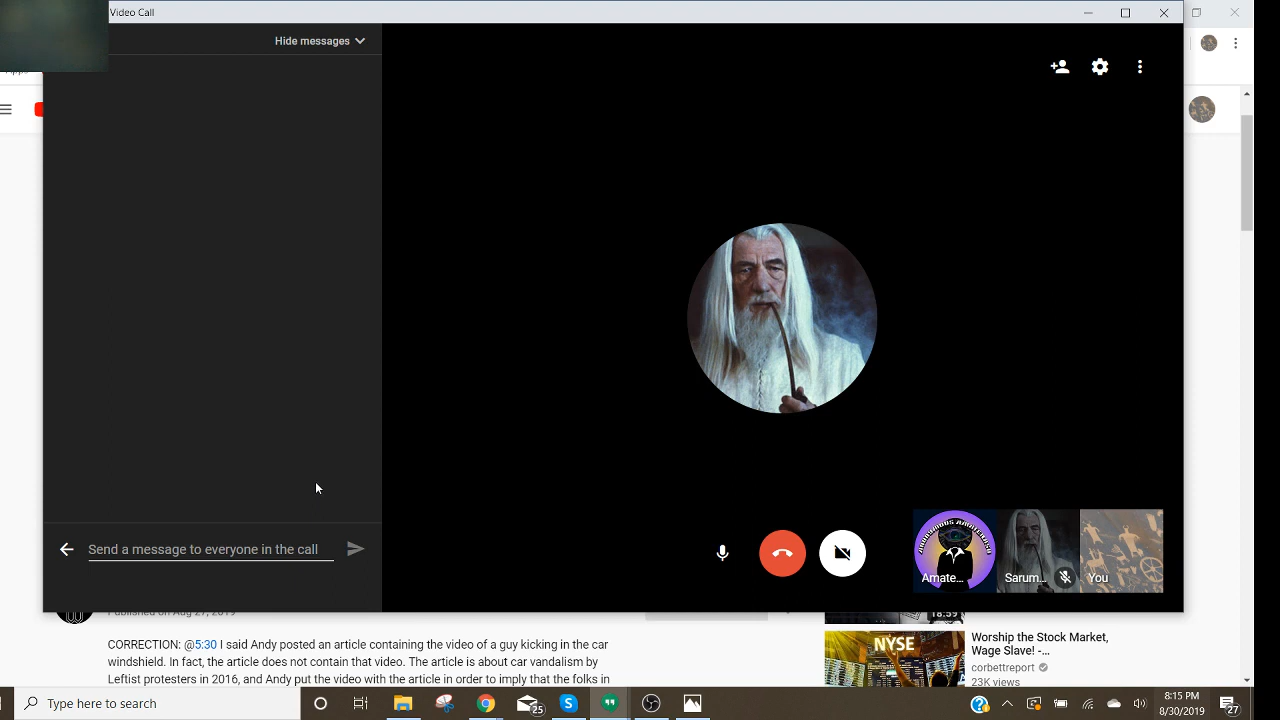 Video Call
Hide messages
Send a message to everyone in the call
Amate...
Sarum...
You
Published on Aug 27, 2019
CORRECTION: @5:30 I said Andy posted an article containing the video of a guy kicking in the car
windshield. In fact, the article does not contain that video. The article is about car vandalism by
Leftist protesters in 2016, and Andy put the video with the article in order to imply that the folks in
18:59
NYSE
Worship the Stock Market,
Wage Slave! -...
corbettreport
23K views
Type here to search
25
8:15 PM
8/30/2019
27